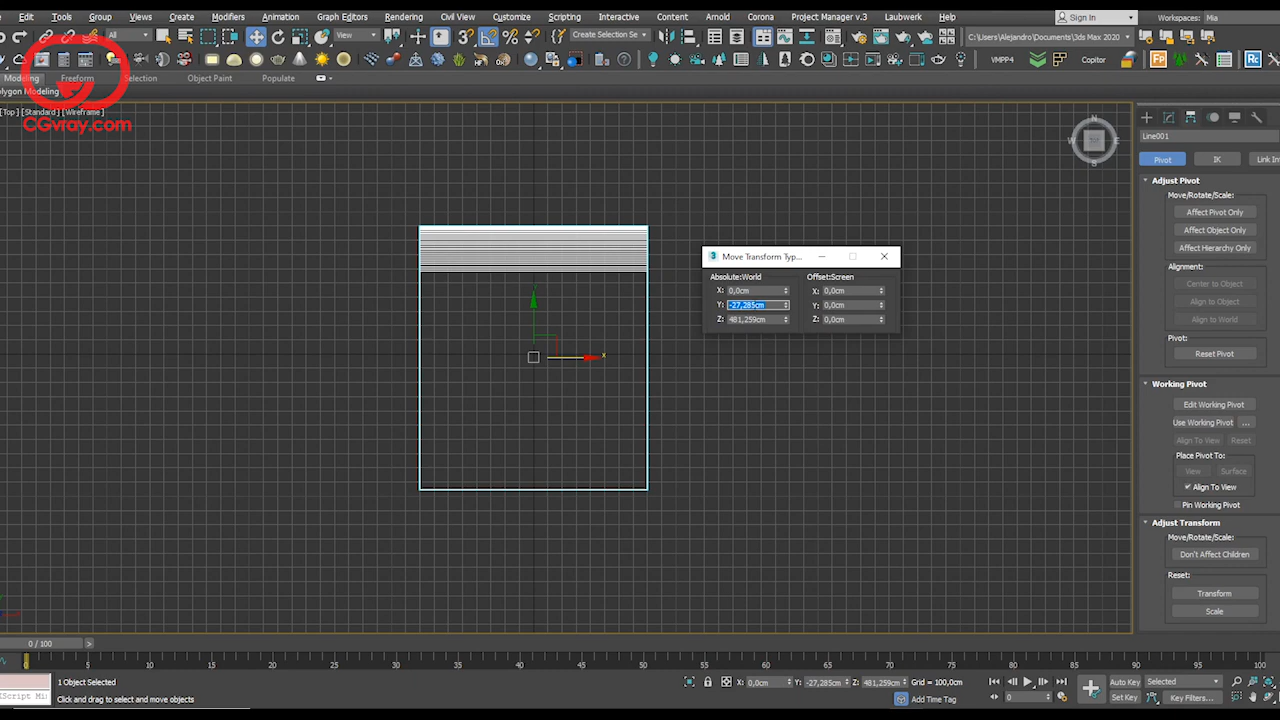 Edit Tools Group Views Create Modifiers Animation Graph Editors Rendering Civil View Customize Scripting Interactive Content Arnold Corona Project Manager v.3 Laubwerk Help Sign In Workspaces: Mia
All View Create Selection Se C:\Users\Alejandro\Documents\3ds Max 2020
VMPP4 Copitor FP Rc
Modeling Freeform Selection Object Paint Populate
olygon Modeling
[Top] [Standard] [Wireframe]
CGvray.com
N
W E
S
Line001
Pivot IK Link In
Adjust Pivot
Move/Rotate/Scale:
Affect Pivot Only
Affect Object Only
Affect Hierarchy Only
Alignment:
Center to Object
Align to Object
Align to World
Pivot:
Reset Pivot
Working Pivot
Edit Working Pivot
Use Working Pivot ...
Align To View Reset
Place Pivot To:
View Surface
Align To View
Pin Working Pivot
Adjust Transform
Move/Rotate/Scale:
Don't Affect Children
Reset:
Transform
Scale
3 Move Transform Typ...
Absolute:World Offset:Screen
X: 0,0cm X: 0,0cm
Y: -27,285cm Y: 0,0cm
Z: 481,259cm Z: 0,0cm
x
0 / 100 >
0 5 10 15 20 25 30 35 40 45 50 55 60 65 70 75 80 85 90 95 100
1 Object Selected X: 0,0cm Y: -27,285cm Z: 481,259cm Grid = 100,0cm Auto Key Selected
Click and drag to select and move objects Add Time Tag 0 Set Key Key Filters...